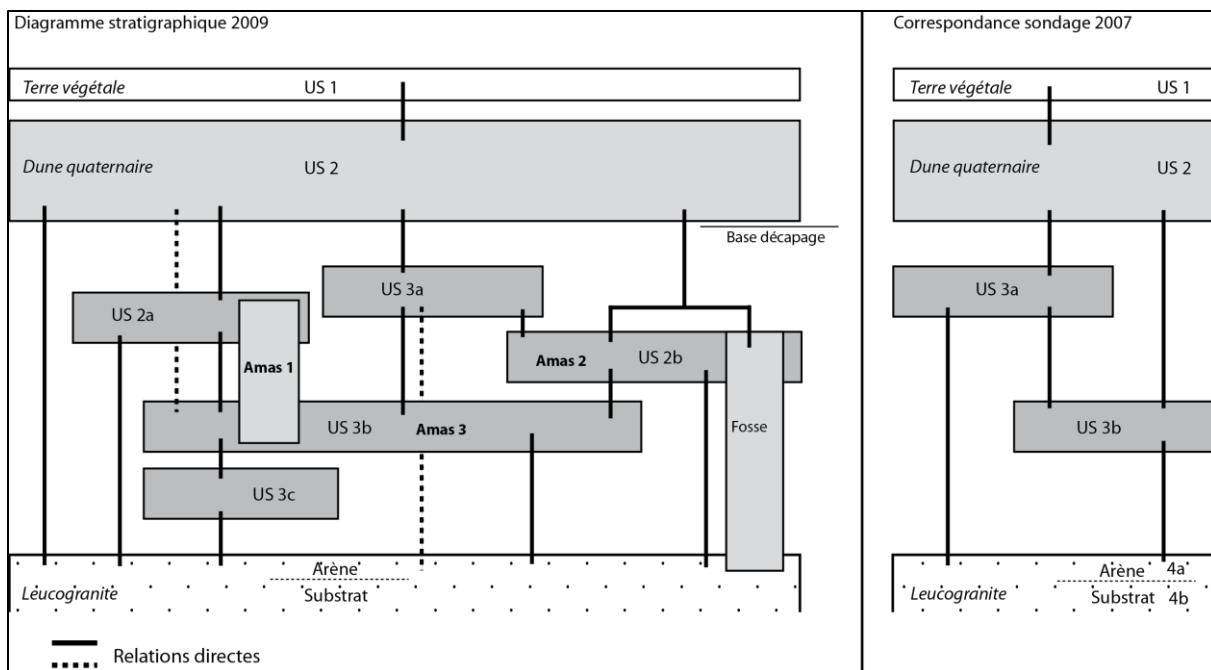 Diagramme stratigraphique 2009
Terre végétale US 1
Dune quaternaire US 2
Base décapage
US 3a
US 2a
Amas 1
Amas 2 US 2b
US 3b Amas 3
Fosse
US 3c
Arène
Leucogranite Substrat
Relations directes
Correspondance sondage 2007
Terre végétale US 1
Dune quaternaire US 2
US 3a
US 3b
Arène 4a
Leucogranite Substrat 4b